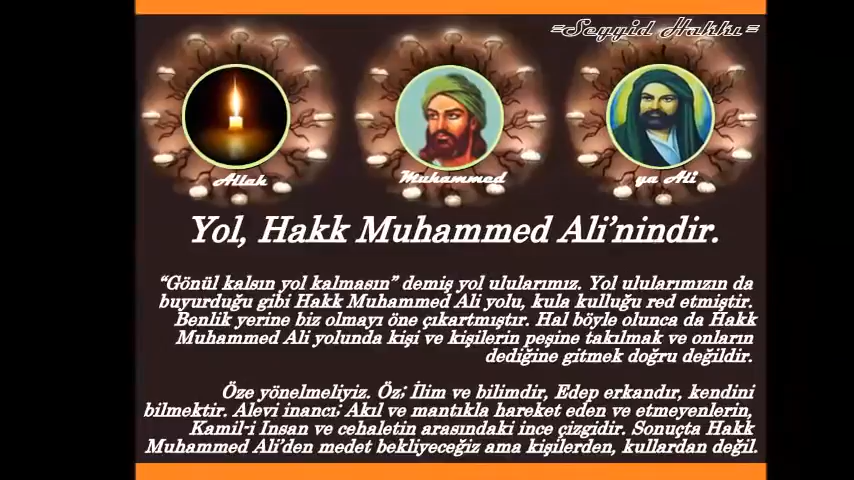 =Seyyid Hakkı=
Allah
Muhammed
ya Ali
Yol, Hakk Muhammed Ali’nindir.
“Gönül kalsın yol kalmasın” demiş yol ulularımız. Yol ulularımızın da
buyurduğu gibi Hakk Muhammed Ali yolu, kula kulluğu red etmiştir.
Benlik yerine biz olmayı öne çıkartmıştır. Hal böyle olunca da Hakk
Muhammed Ali yolunda kişi ve kişilerin peşine takılmak ve onların
dediğine gitmek doğru değildir.
Öze yönelmeliyiz. Öz; İlim ve bilimdir, Edep erkandır, kendini
bilmektir. Alevi inancı; Akıl ve mantıkla hareket eden ve etmeyenlerin,
Kamil-i Insan ve cehaletin arasındaki ince çizgidir. Sonuçta Hakk
Muhammed Ali’den medet bekliyeceğiz ama kişilerden, kullardan değil.